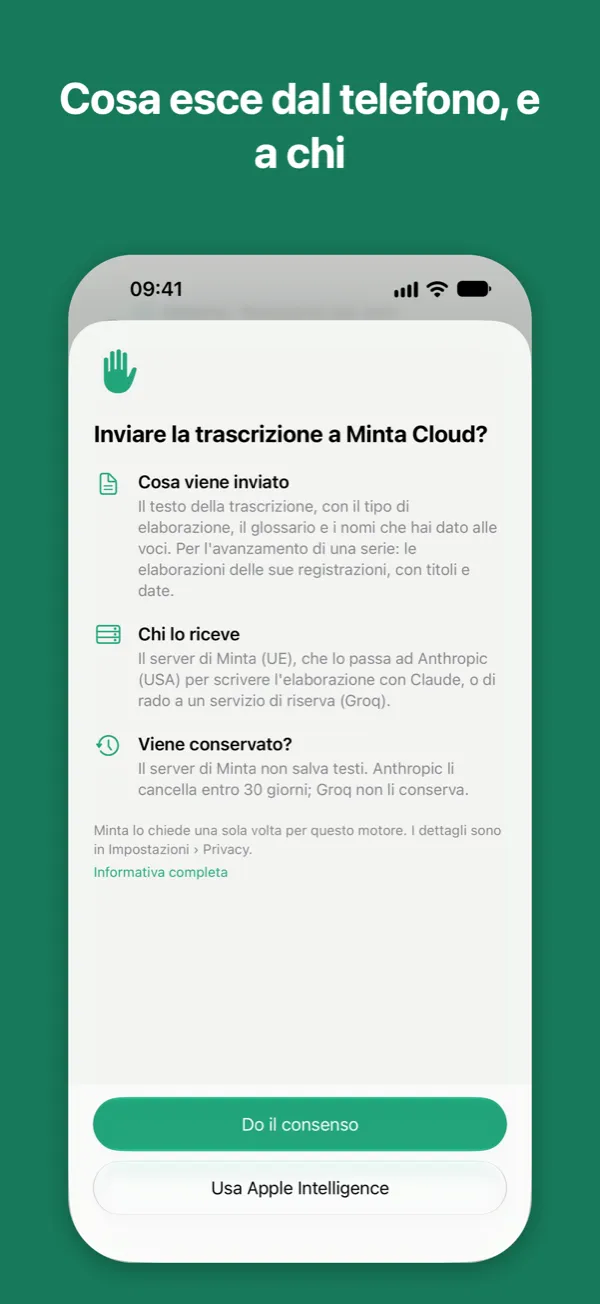 Cosa esce dal telefono, e
a chi
09:41
Inviare la trascrizione a Minta Cloud?
Cosa viene inviato
Il testo della trascrizione, con il tipo di
elaborazione, il glossario e i nomi che hai dato alle
voci. Per l'avanzamento di una serie: le
elaborazioni delle sue registrazioni, con titoli e
date.
Chi lo riceve
Il server di Minta (UE), che lo passa ad Anthropic
(USA) per scrivere l'elaborazione con Claude, o di
rado a un servizio di riserva (Groq).
Viene conservato?
Il server di Minta non salva testi. Anthropic li
cancella entro 30 giorni; Groq non li conserva.
Minta lo chiede una sola volta per questo motore. I dettagli sono
in Impostazioni › Privacy.
Informativa completa
Do il consenso
Usa Apple Intelligence